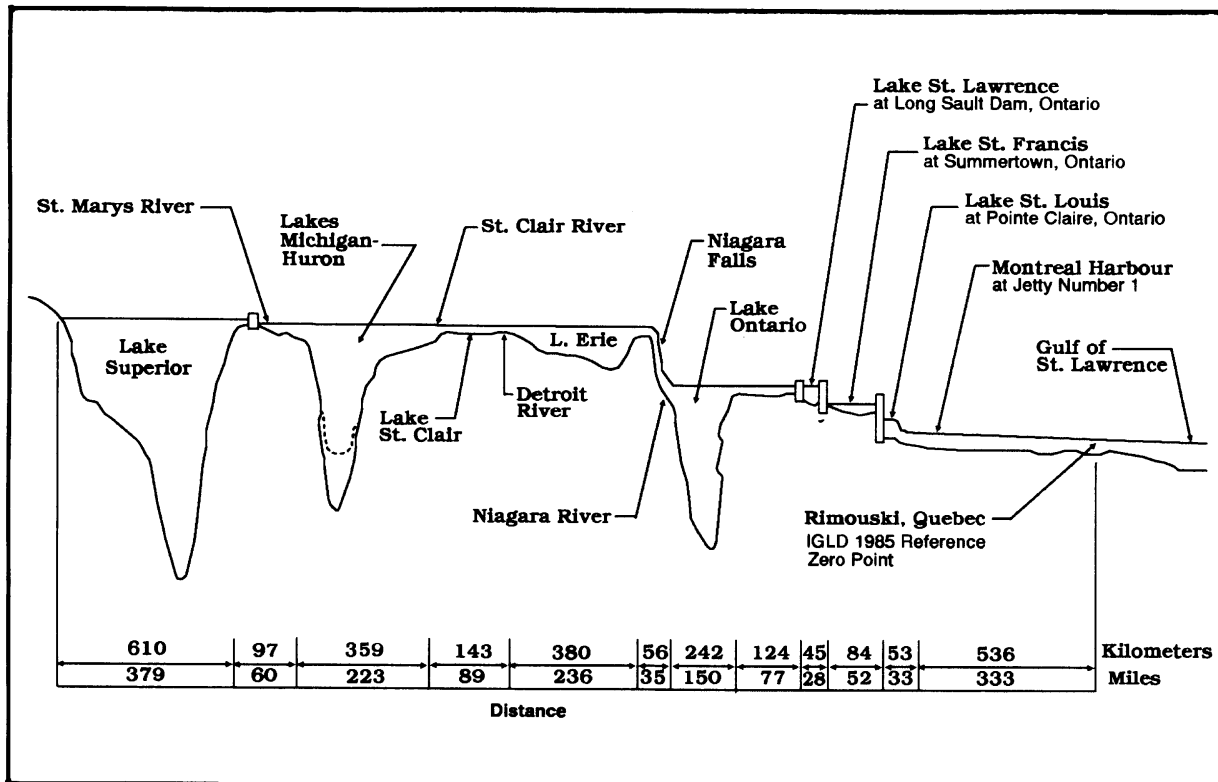 Lake St. Lawrence
at Long Sault Dam, Ontario
Lake St. Francis
at Summertown, Ontario
Lake St. Louis
at Pointe Claire, Ontario
St. Marys River
Lakes
Michigan-
Huron
St. Clair River
Niagara
Falls
Montreal Harbour
at Jetty Number 1
Lake
Ontario
Lake
Superior
L. Erie
Gulf of
St. Lawrence
Detroit
River
Lake
St. Clair
Niagara River
Rimouski, Quebec
IGLD 1985 Reference
Zero Point
610 97 359 143 380 56 242 124 45 84 53 536 Kilometers
379 60 223 89 236 35 150 77 28 52 33 333 Miles
Distance